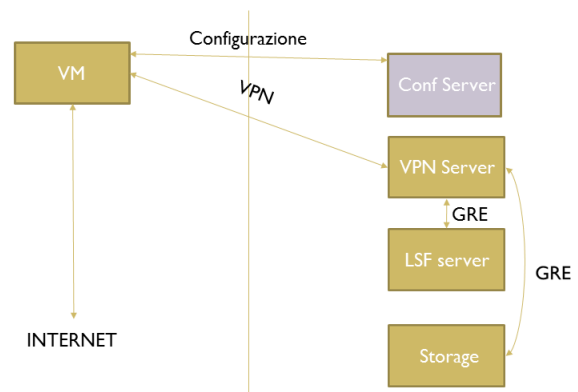 Configurazione
VM
Conf Server
VPN
VPN Server
GRE
LSF server
GRE
INTERNET
Storage